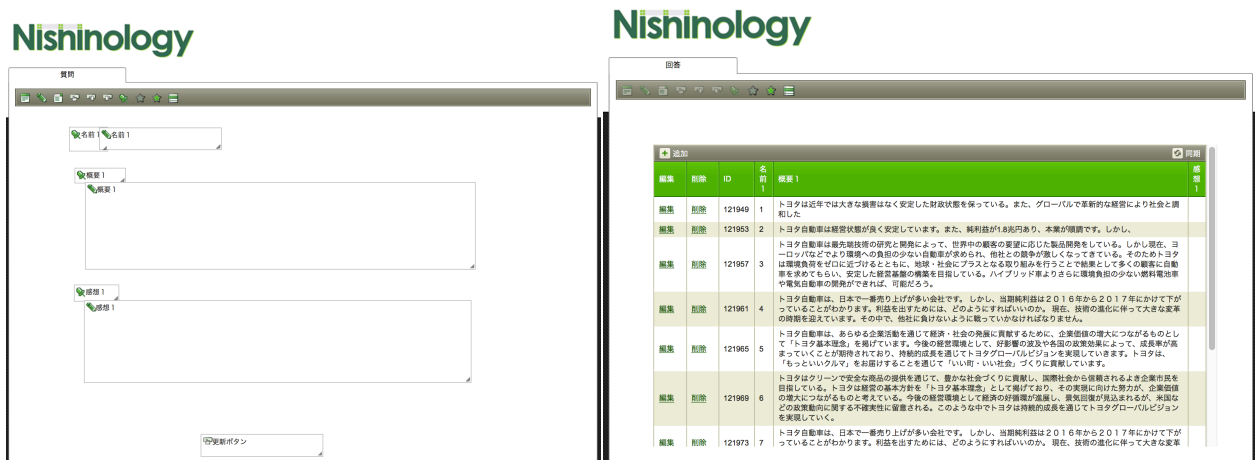 Nishinology
質問
名前 1
名前 1
概要 1
概要 1
感想 1
感想 1
更新ボタン
Nishinology
回答
追加
同期
編集 削除 ID 名前1 概要 1 感想1
編集 削除 121949 1 トヨタは近年では大きな損害はなく安定した財政状態を保っている。また、グローバルで革新的な経営により社会と調
和した
編集 削除 121953 2 トヨタ自動車は経営状態が良く安定しています。また、純利益が1.8兆円あり、本業が順調です。しかし、
トヨタ自動車は最先端技術の研究と開発によって、世界中の顧客の要望に応じた製品開発をしている。しかし現在、ヨ
ーロッパなどでより環境への負担の少ない自動車が求められ、他社との競争が激しくなってきている。そのためトヨタ
編集 削除 121957 3 は環境負荷をゼロに近づけるとともに、地球・社会にプラスとなる取り組みを行うことで結果として多くの顧客に自動
車を求めてもらい、安定した経営基盤の構築を目指している。ハイブリッド車よりさらに環境負担の少ない燃料電池車
や電気自動車の開発ができれば、可能だろう。
トヨタ自動車は、日本で一番売り上げが多い会社です。 しかし、当期純利益は２０１６年から２０１７年にかけて下が
編集 削除 121961 4 っていることがわかります。利益を出すためには、どのようにすればいいのか。 現在、技術の進化に伴って大きな変革
の時期を迎えています。その中で、他社に負けないように戦っていかなければなりません。
トヨタ自動車は、あらゆる企業活動を通じて経済・社会の発展に貢献するために、企業価値の増大につながるものとし
て「トヨタ基本理念」を掲げています。今後の経営環境として、好影響の波及や各国の政策効果によって、成長率が高
編集 削除 121965 5 まっていくことが期待されており、持続的成長を通じてトヨタグローバルビジョンを実現していきます。トヨタは、
「もっといいクルマ」をお届けすることを通じて「いい町・いい社会」づくりに貢献しています。
トヨタはクリーンで安全な商品の提供を通じて、豊かな社会づくりに貢献し、国際社会から信頼されるよき企業市民を
目指している。トヨタは経営の基本方針を「トヨタ基本理念」として掲げており、その実現に向けた努力が、企業価値
編集 削除 121969 6 の増大につながるものと考えている。今後の経営環境として経済の好循環が進展し、景気回復が見込まれるが、米国な
どの政策動向に関する不確実性に留意される。このような中でトヨタは持続的成長を通じてトヨタグローバルビジョン
を実現していく。
トヨタ自動車は、日本で一番売り上げが多い会社です。 しかし、当期純利益は２０１６年から２０１７年にかけて下が
編集 削除 121973 7 っていることがわかります。利益を出すためには、どのようにすればいいのか。 現在、技術の進化に伴って大きな変革